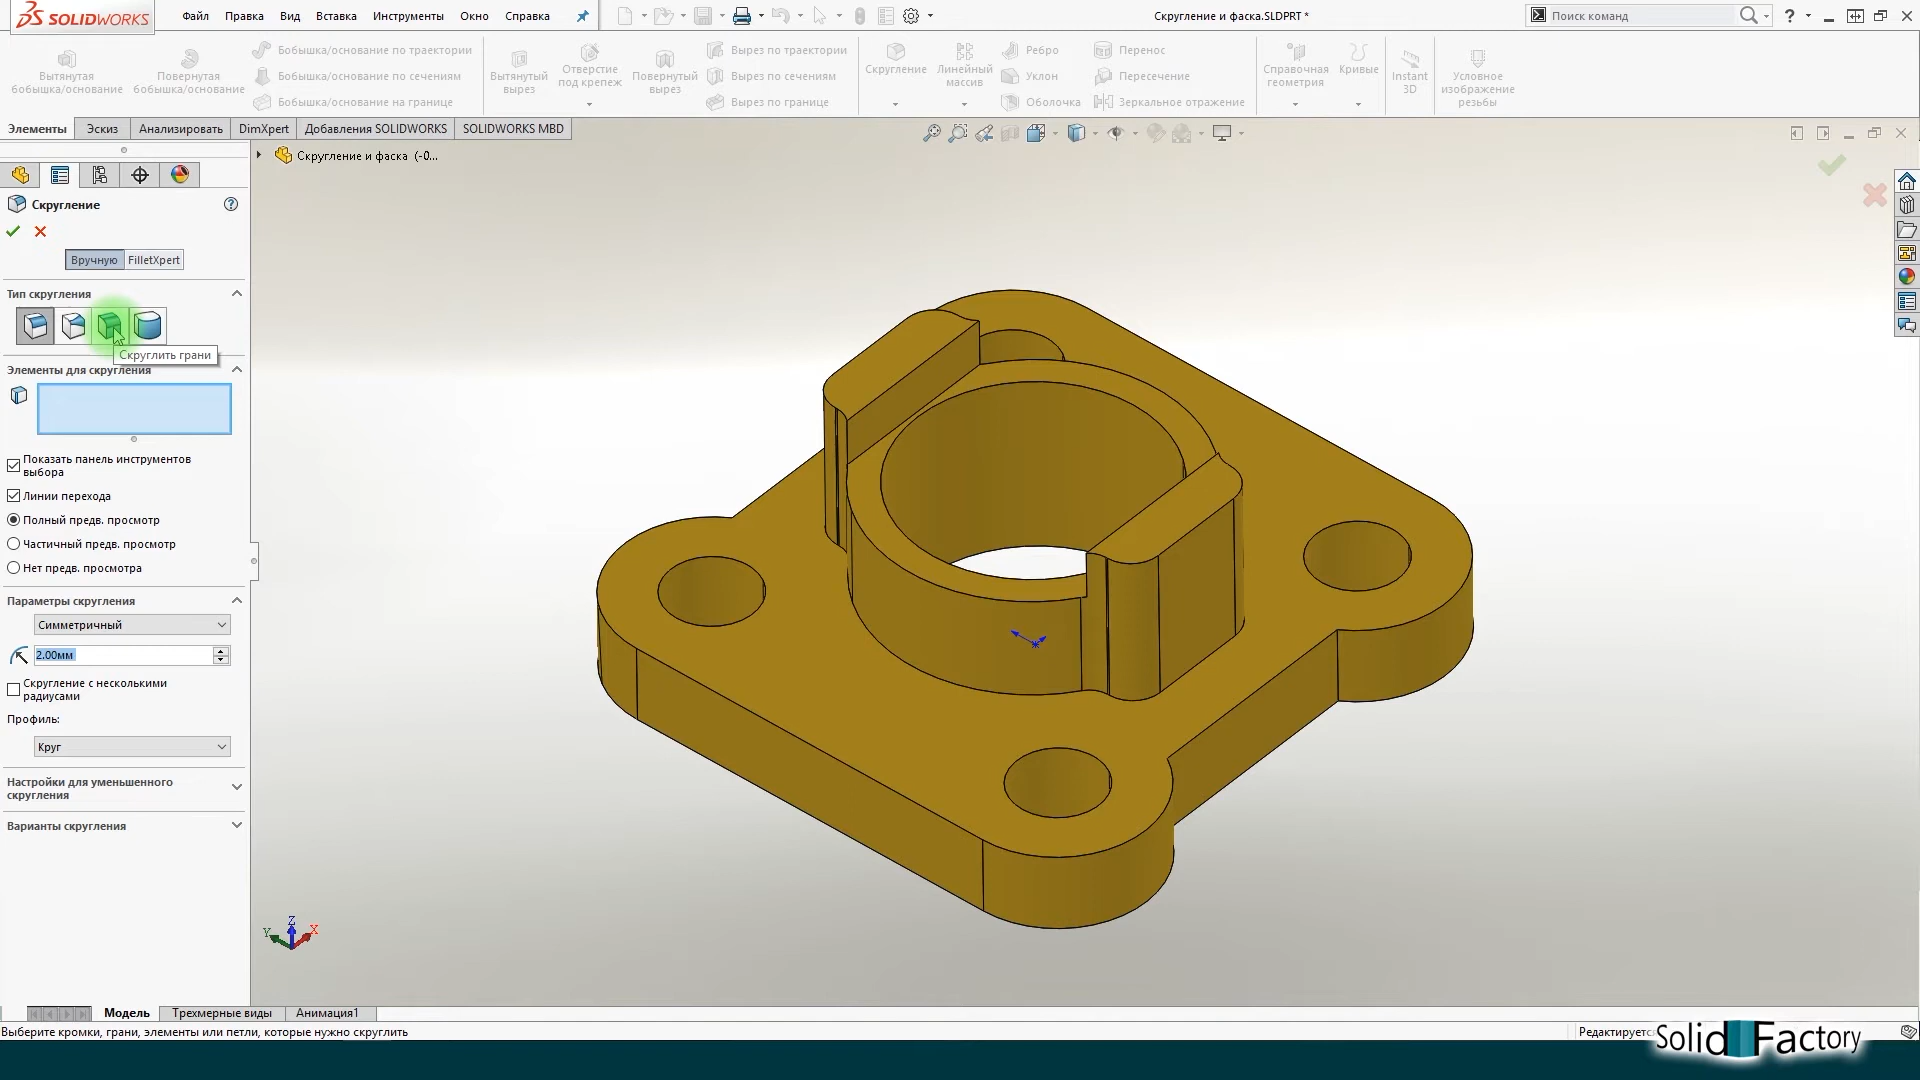 SOLIDWORKS
Файл Правка Вид Вставка Инструменты Окно Справка
Скругление и фаска.SLDPRT *
Поиск команд
Вытянутая бобышка/основание
Повернутая бобышка/основание
Бобышка/основание по траектории
Бобышка/основание по сечениям
Бобышка/основание на границе
Вытянутый вырез
Отверстие под крепеж
Повернутый вырез
Вырез по траектории
Вырез по сечениям
Вырез по границе
Скругление
Линейный массив
Ребро
Уклон
Оболочка
Перенос
Пересечение
Зеркальное отражение
Справочная геометрия
Кривые
Instant 3D
Условное изображение резьбы
Элементы Эскиз Анализировать DimXpert Добавления SOLIDWORKS SOLIDWORKS MBD
Скругление и фаска (-0...
Скругление
Вручную FilletXpert
Тип скругления
Скруглить грани
Элементы для скругления
Показать панель инструментов
выбора
Линии перехода
Полный предв. просмотр
Частичный предв. просмотр
Нет предв. просмотра
Параметры скругления
Симметричный
2.00мм
Скругление с несколькими
радиусами
Профиль:
Круг
Настройки для уменьшенного
скругления
Варианты скругления
Z
Y X
Модель Трехмерные виды Анимация1
Выберите кромки, грани, элементы или петли, которые нужно скруглить
Редактируетс
Solid Factory